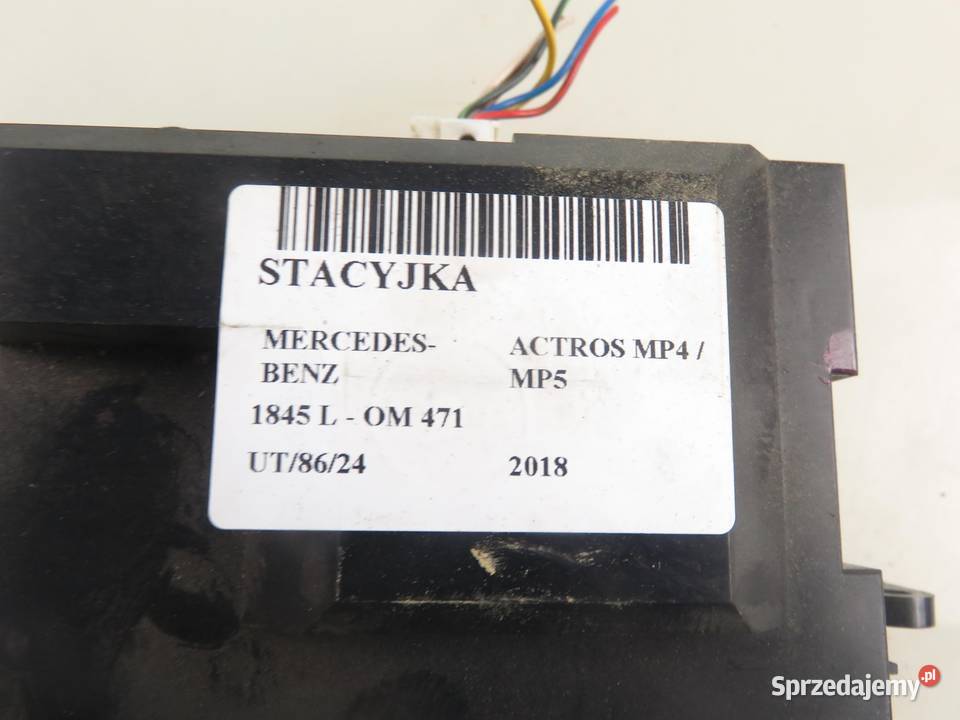 STACYJKA
MERCEDES-
BENZ
ACTROS MP4 /
MP5
1845 L - OM 471
UT/86/24
2018
Sprzedajemy.pl